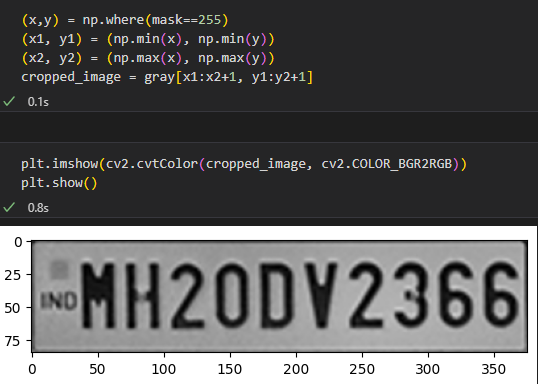 (x,y) = np.where(mask==255)
(x1, y1) = (np.min(x), np.min(y))
(x2, y2) = (np.max(x), np.max(y))
cropped_image = gray[x1:x2+1, y1:y2+1]
✓ 0.1s
plt.imshow(cv2.cvtColor(cropped_image, cv2.COLOR_BGR2RGB))
plt.show()
✓ 0.8s
0
25
50
75
IND MH20DV2366
0 50 100 150 200 250 300 350